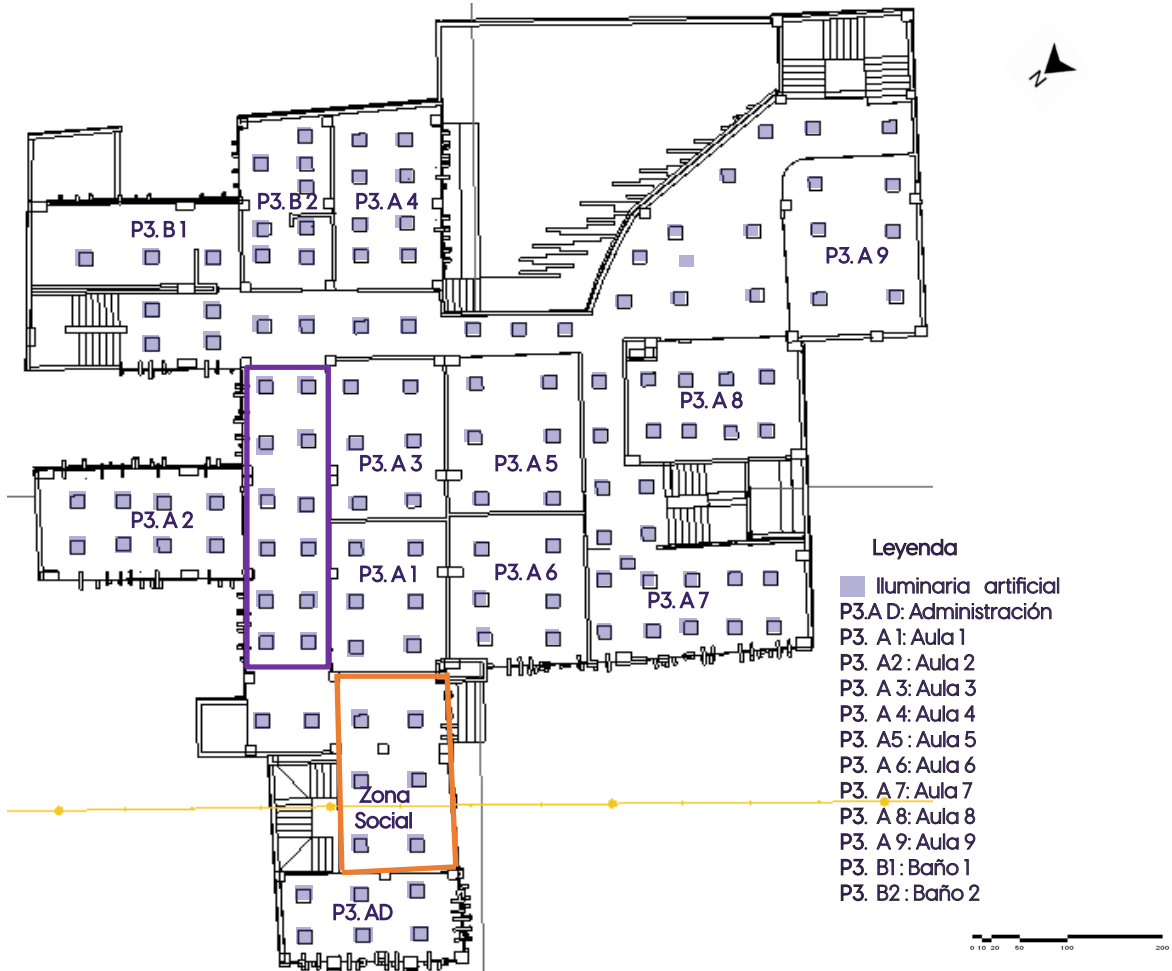 N
P3. B 2
P3. A 4
P3. B 1
P3. A 9
P3. A 8
P3. A 3
P3. A 5
P3. A 2
P3. A 1
P3. A 6
P3. A 7
Zona
Social
P3. AD
Leyenda
Iluminaria artificial
P3.A D: Administración
P3. A 1: Aula 1
P3. A2 : Aula 2
P3. A 3: Aula 3
P3. A 4: Aula 4
P3. A5 : Aula 5
P3. A 6: Aula 6
P3. A 7: Aula 7
P3. A 8: Aula 8
P3. A 9: Aula 9
P3. B1 : Baño 1
P3. B2 : Baño 2
0 10 20 50 100 200